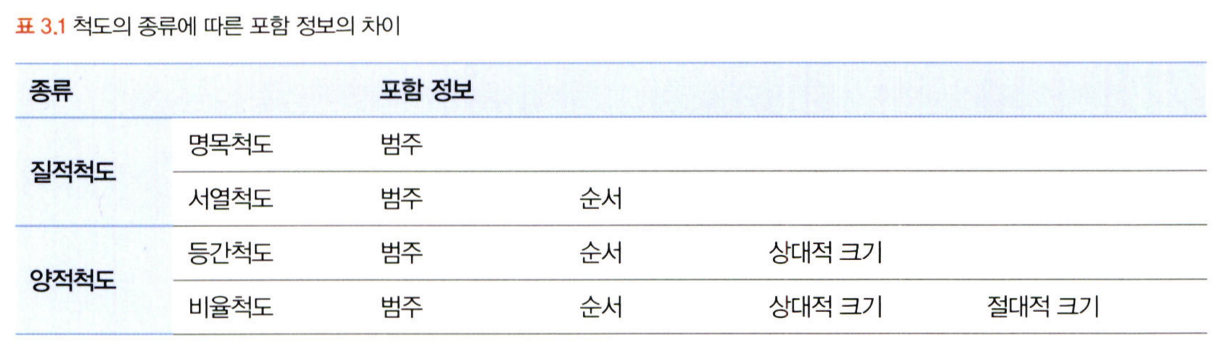 표 3.1 척도의 종류에 따른 포함 정보의 차이
종류 포함 정보
질적척도
명목척도 범주
서열척도 범주 순서
양적척도
등간척도 범주 순서 상대적 크기
비율척도 범주 순서 상대적 크기 절대적 크기